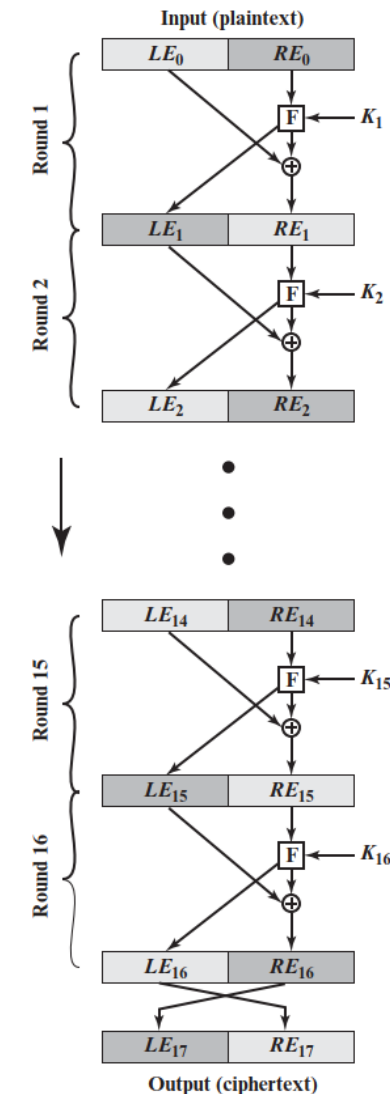 Input (plaintext)
LE₀ RE₀
Round 1
F K₁
+
LE₁ RE₁
Round 2
F K₂
+
LE₂ RE₂
LE₁₄ RE₁₄
Round 15
F K₁₅
+
LE₁₅ RE₁₅
Round 16
F K₁₆
+
LE₁₆ RE₁₆
LE₁₇ RE₁₇
Output (ciphertext)